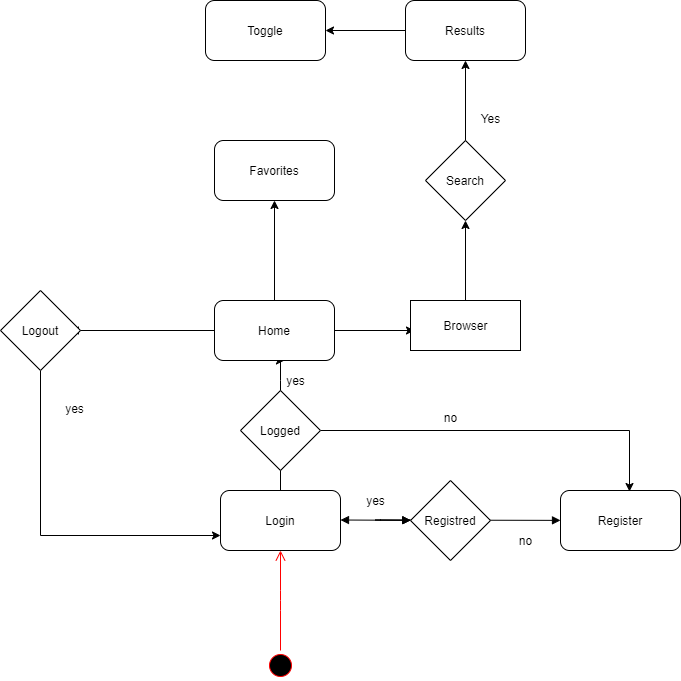 Toggle
Results
Yes
Favorites
Search
Logout
Home
Browser
yes
yes
no
Logged
yes
Login
Registred
Register
no